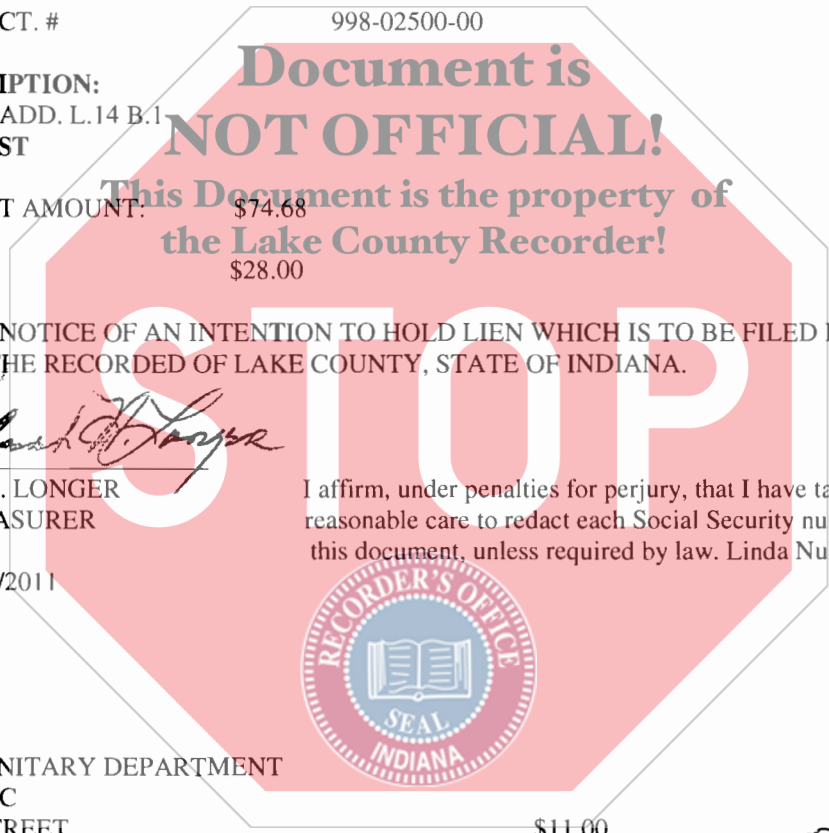 CT. # 998-02500-00
Document is
IPTION:
ADD. L.14 B.1
NOT OFFICIAL!
ST
This Document is the property of
T AMOUNT: $74.68
the Lake County Recorder!
$28.00
STOP
NOTICE OF AN INTENTION TO HOLD LIEN WHICH IS TO BE FILED
HE RECORDED OF LAKE COUNTY, STATE OF INDIANA.
. LONGER
ASURER
I affirm, under penalties for perjury, that I have ta
reasonable care to redact each Social Security nu
this document, unless required by law. Linda Nu
/2011
RECORDER'S OFFICE
SEAL
INDIANA
NITARY DEPARTMENT
C
REET $11.00